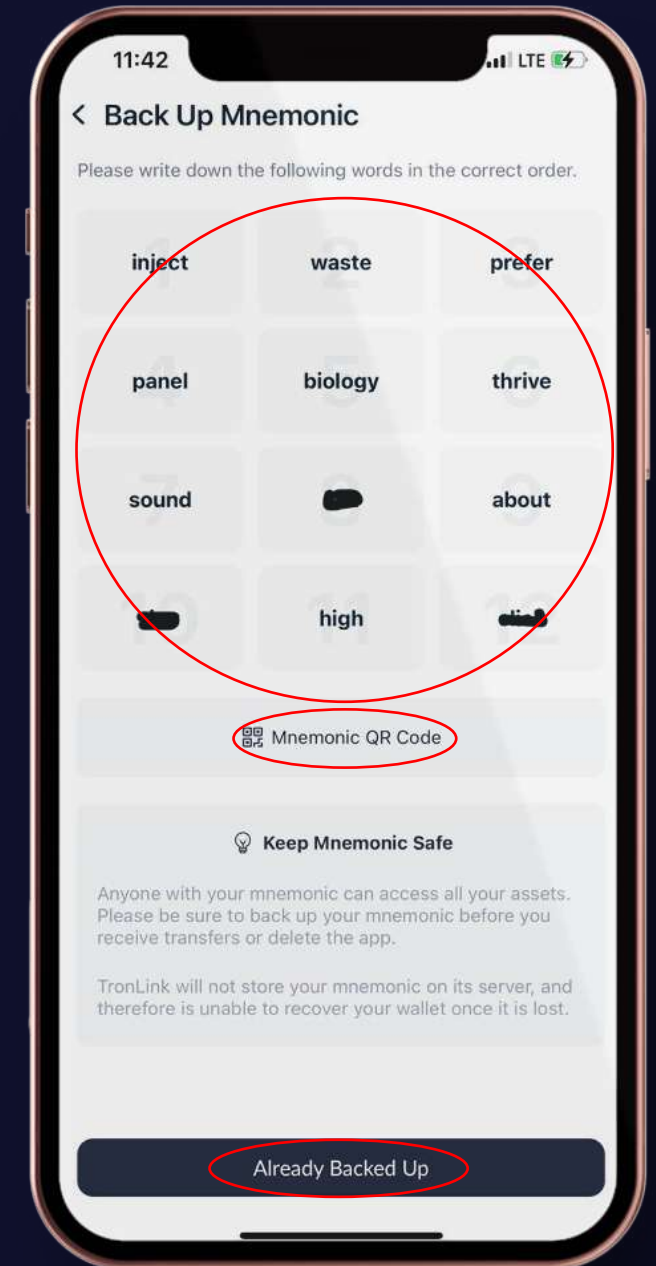 11:42 LTE
Back Up Mnemonic
Please write down the following words in the correct order.
inject waste prefer
panel biology thrive
sound about
high
Mnemonic QR Code
Keep Mnemonic Safe
Anyone with your mnemonic can access all your assets.
Please be sure to back up your mnemonic before you
receive transfers or delete the app.
TronLink will not store your mnemonic on its server, and
therefore is unable to recover your wallet once it is lost.
Already Backed Up